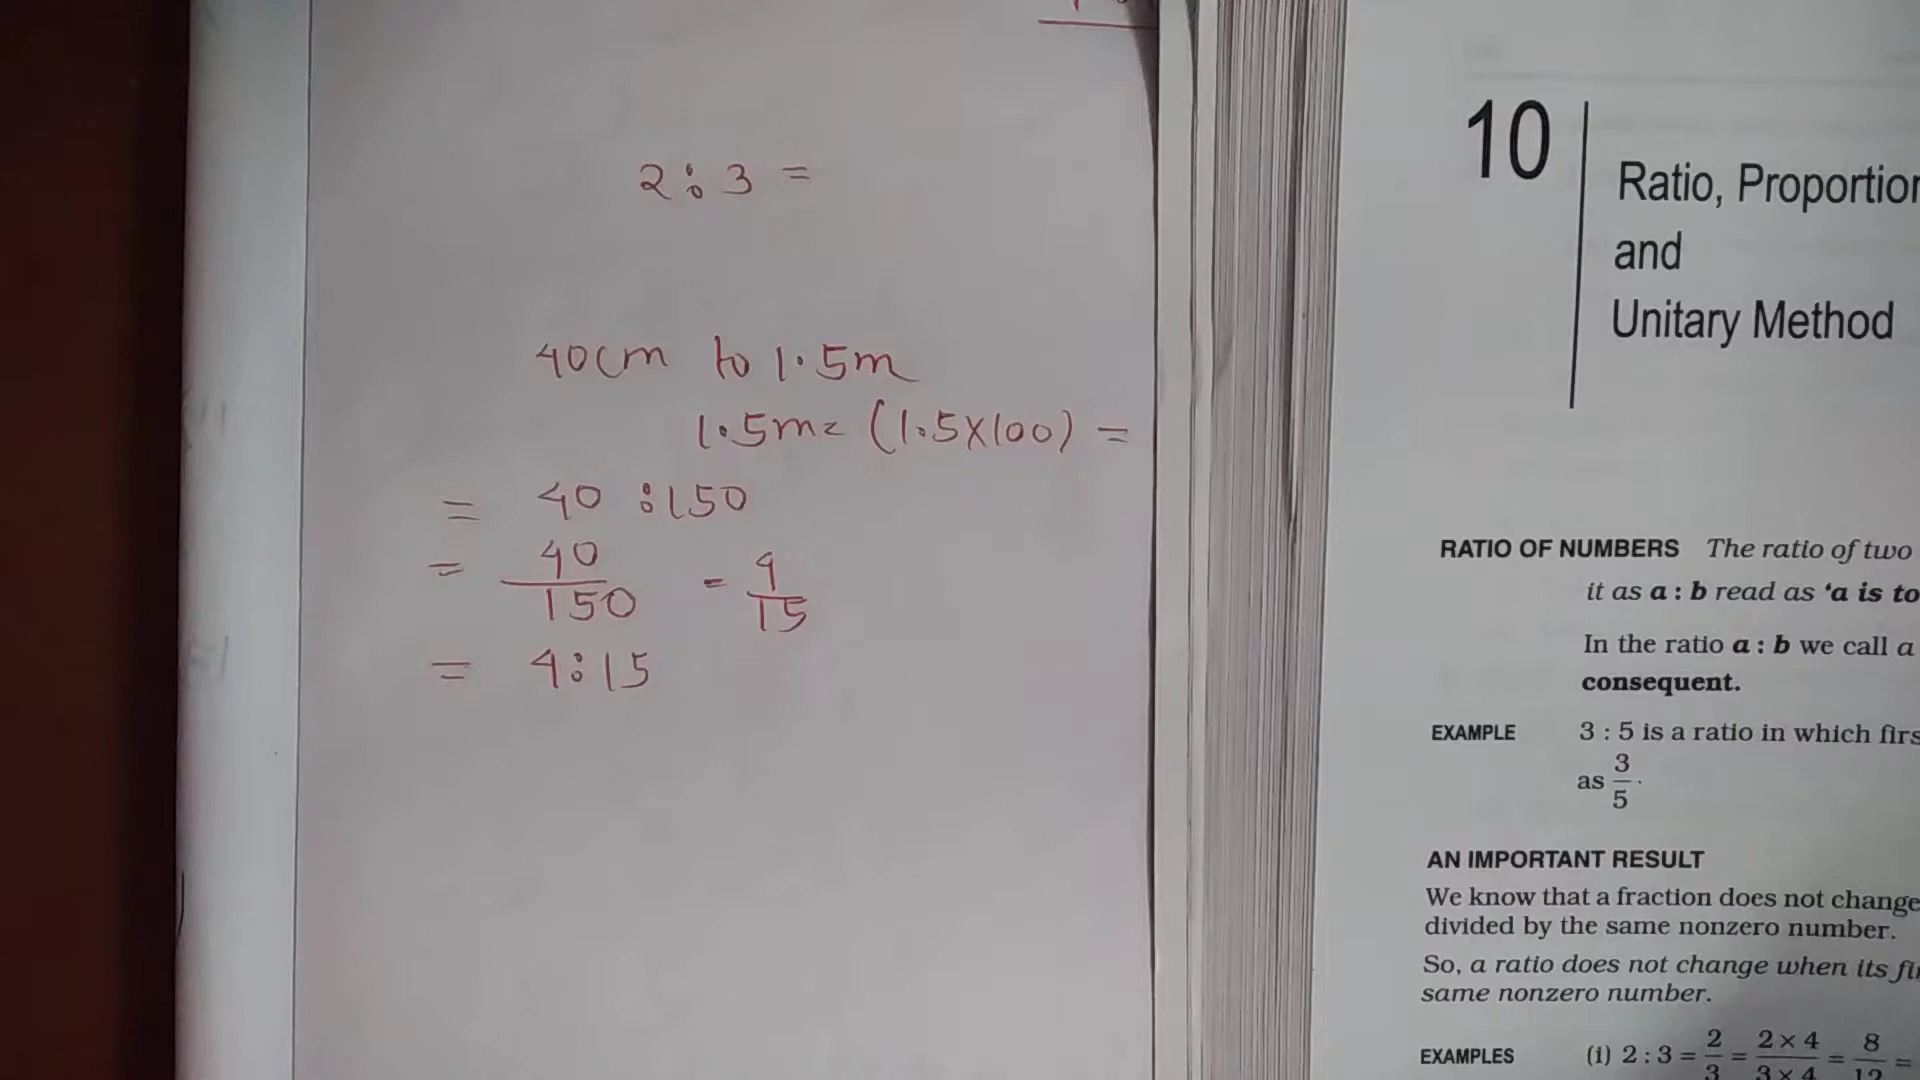 2 : 3 =
40cm to 1.5m
1.5m = (1.5×100) =
= 40 : 150
= 40/150 = 4/15
= 4 : 15
10
Ratio, Proportion
and
Unitary Method
RATIO OF NUMBERS The ratio of two
it as a : b read as ‘a is to
In the ratio a : b we call a
consequent.
EXAMPLE 3 : 5 is a ratio in which
as 3/5.
AN IMPORTANT RESULT
We know that a fraction does not change
divided by the same nonzero number.
So, a ratio does not change when its
same nonzero number.
EXAMPLES (i) 2 : 3 = 2/3 = 2 × 4/3 × 4 = 8/12 =